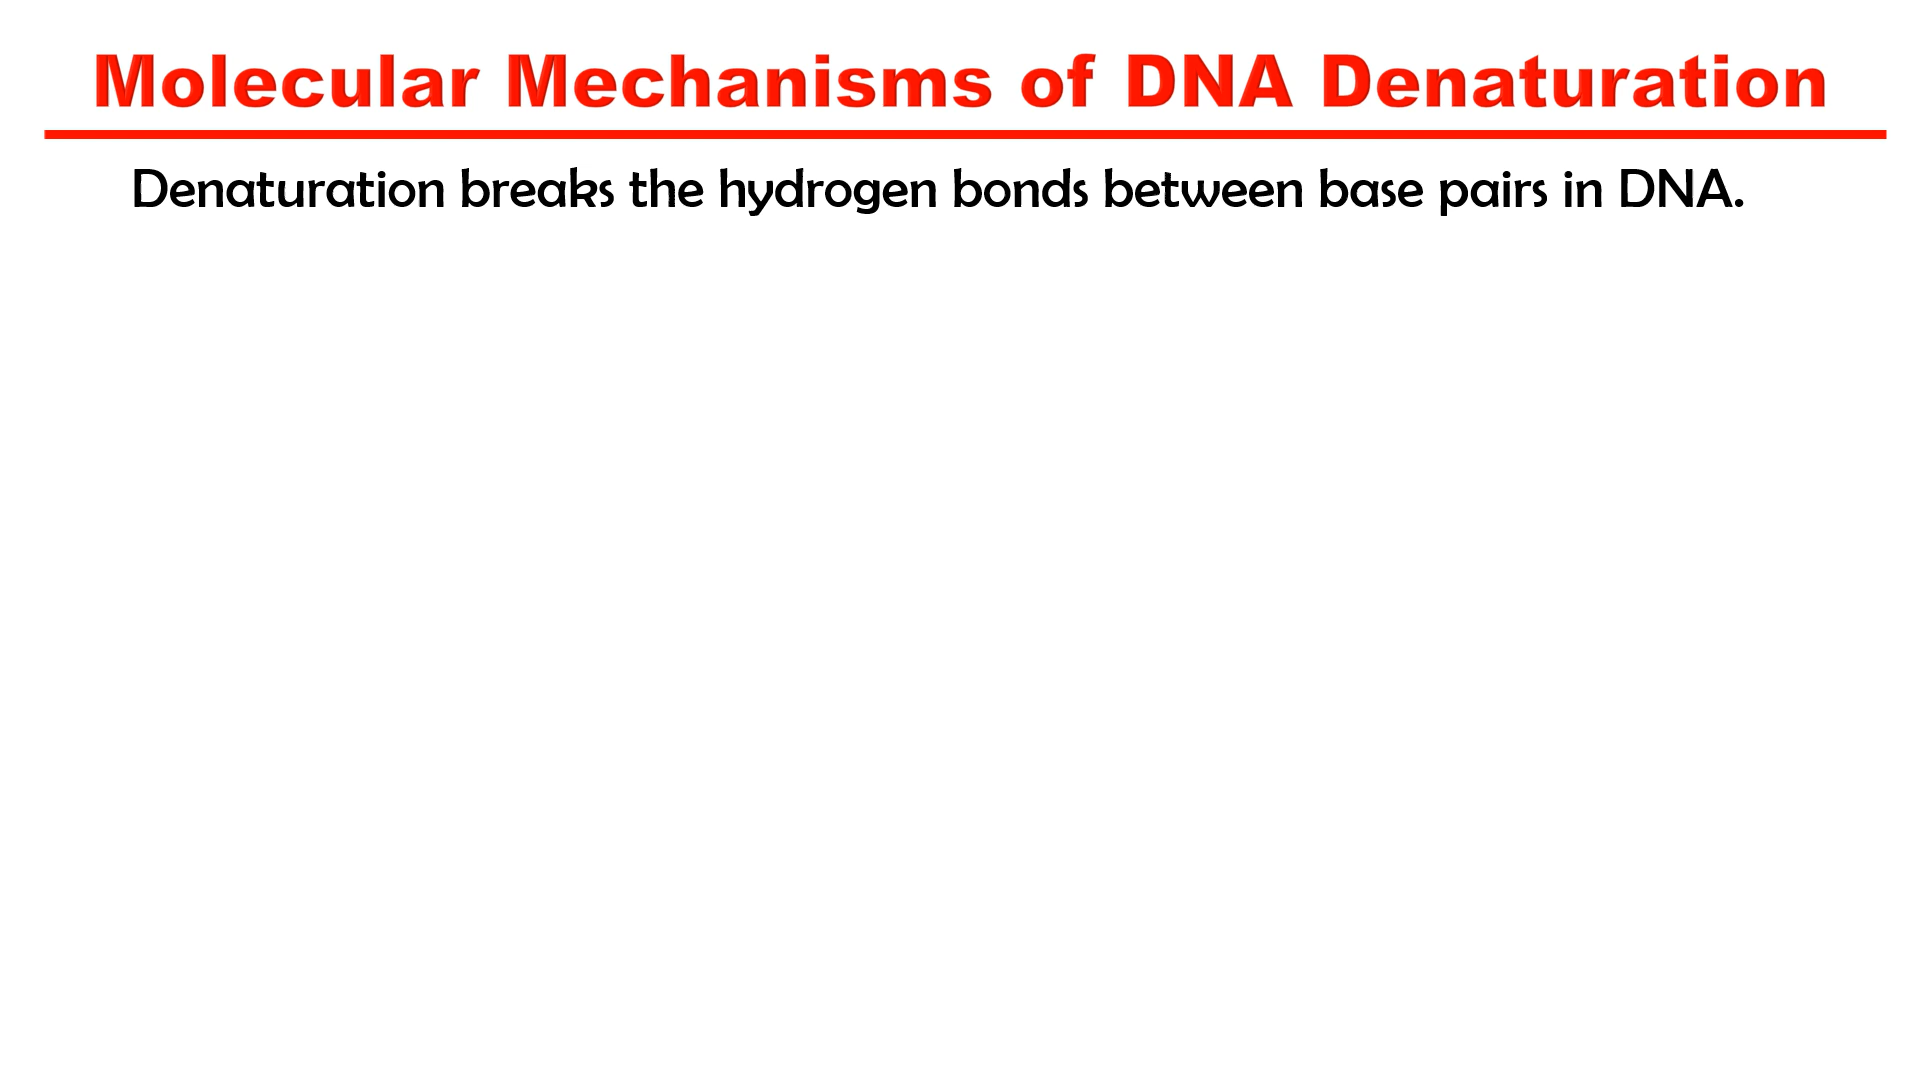 Molecular Mechanisms of DNA Denaturation
Denaturation breaks the hydrogen bonds between base pairs in DNA.